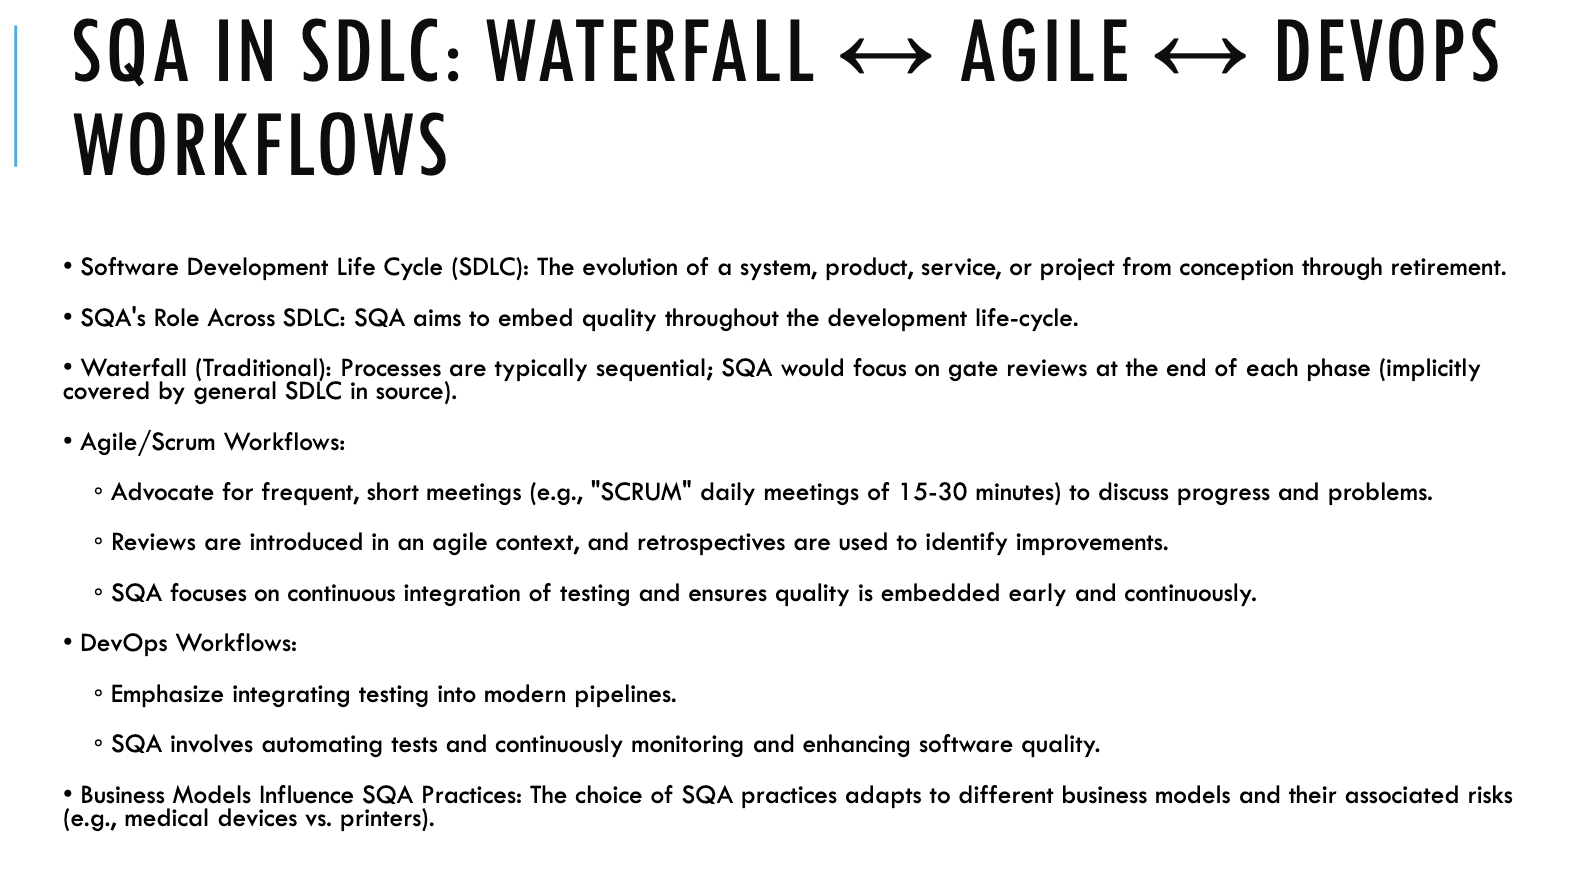 SQA IN SDLC: WATERFALL ↔ AGILE ↔ DEVOPS
WORKFLOWS
• Software Development Life Cycle (SDLC): The evolution of a system, product, service, or project from conception through retirement.
• SQA's Role Across SDLC: SQA aims to embed quality throughout the development life-cycle.
• Waterfall (Traditional): Processes are typically sequential; SQA would focus on gate reviews at the end of each phase (implicitly
covered by general SDLC in source).
• Agile/Scrum Workflows:
◦ Advocate for frequent, short meetings (e.g., "SCRUM" daily meetings of 15-30 minutes) to discuss progress and problems.
◦ Reviews are introduced in an agile context, and retrospectives are used to identify improvements.
◦ SQA focuses on continuous integration of testing and ensures quality is embedded early and continuously.
• DevOps Workflows:
◦ Emphasize integrating testing into modern pipelines.
◦ SQA involves automating tests and continuously monitoring and enhancing software quality.
• Business Models Influence SQA Practices: The choice of SQA practices adapts to different business models and their associated risks
(e.g., medical devices vs. printers).